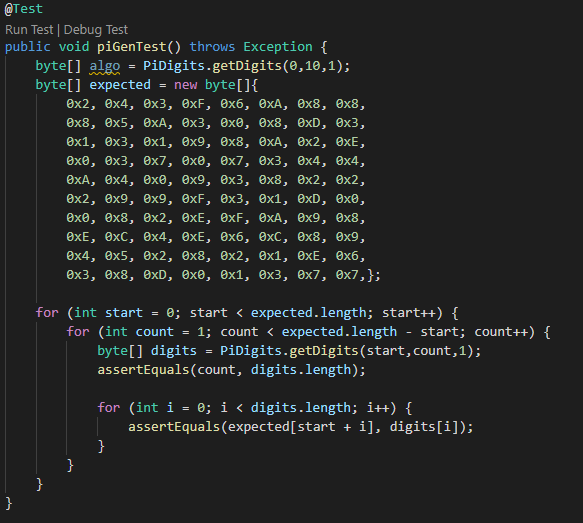 @Test
Run Test | Debug Test
public void piGenTest() throws Exception {
    byte[] algo = PiDigits.getDigits(0,10,1);
    byte[] expected = new byte[]{
        0x2, 0x4, 0x3, 0xF, 0x6, 0xA, 0x8, 0x8,
        0x8, 0x5, 0xA, 0x3, 0x0, 0x8, 0xD, 0x3,
        0x1, 0x3, 0x1, 0x9, 0x8, 0xA, 0x2, 0xE,
        0x0, 0x3, 0x7, 0x0, 0x7, 0x3, 0x4, 0x4,
        0xA, 0x4, 0x0, 0x9, 0x3, 0x8, 0x2, 0x2,
        0x2, 0x9, 0x9, 0xF, 0x3, 0x1, 0xD, 0x0,
        0x0, 0x8, 0x2, 0xE, 0xF, 0xA, 0x9, 0x8,
        0xE, 0xC, 0x4, 0xE, 0x6, 0xC, 0x8, 0x9,
        0x4, 0x5, 0x2, 0x8, 0x2, 0x1, 0xE, 0x6,
        0x3, 0x8, 0xD, 0x0, 0x1, 0x3, 0x7, 0x7,};
    for (int start = 0; start < expected.length; start++) {
        for (int count = 1; count < expected.length - start; count++) {
            byte[] digits = PiDigits.getDigits(start,count,1);
            assertEquals(count, digits.length);
            for (int i = 0; i < digits.length; i++) {
                assertEquals(expected[start + i], digits[i]);
            }
        }
    }
}